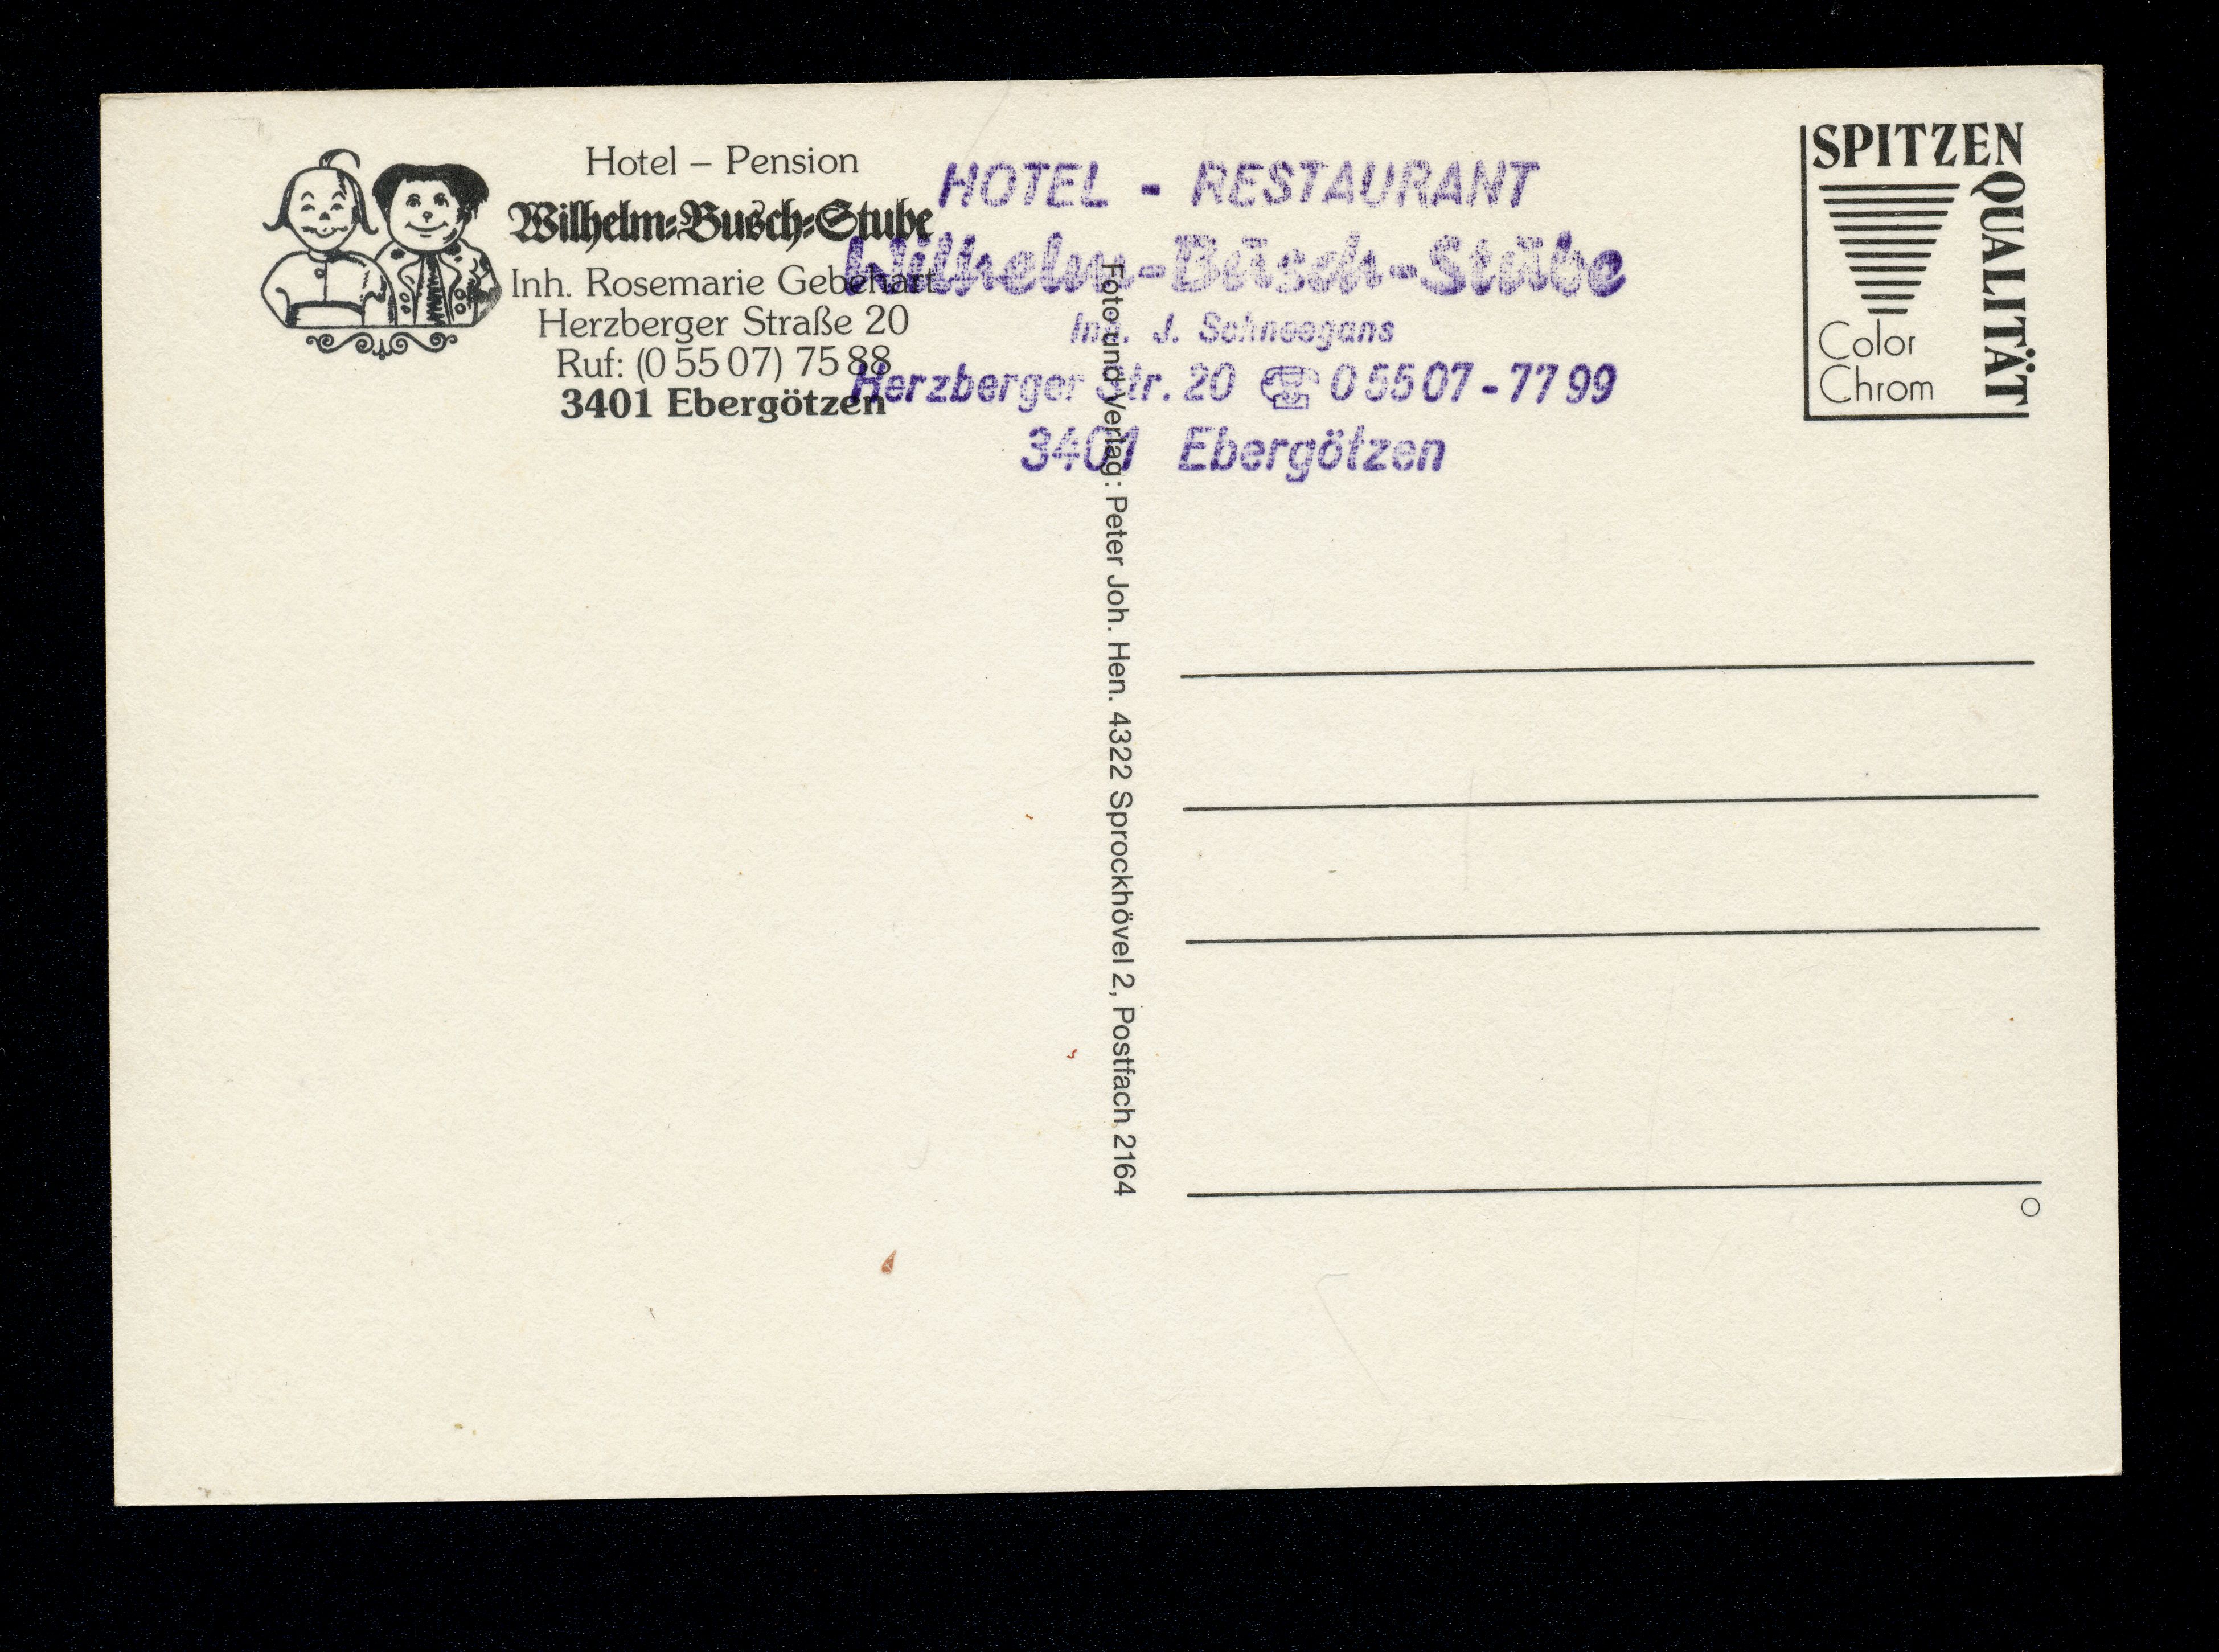 Hotel – Pension
Wilhelm-Busch-Stube
Inh. Rosemarie Gebehart
Herzberger Straße 20
Ruf: (0 55 07) 75 88
3401 Ebergötzen
HOTEL - RESTAURANT
Wilhelm-Busch-Stube
Inh. J. Schneegans
Herzberger Str. 20 ☎ 0 55 07 - 77 99
3401 Ebergötzen
Foto und Verlag: Peter Joh. Hen. 4322 Sprockhövel 2, Postfach 2164
SPITZEN
QUALITÄT
Color
Chrom